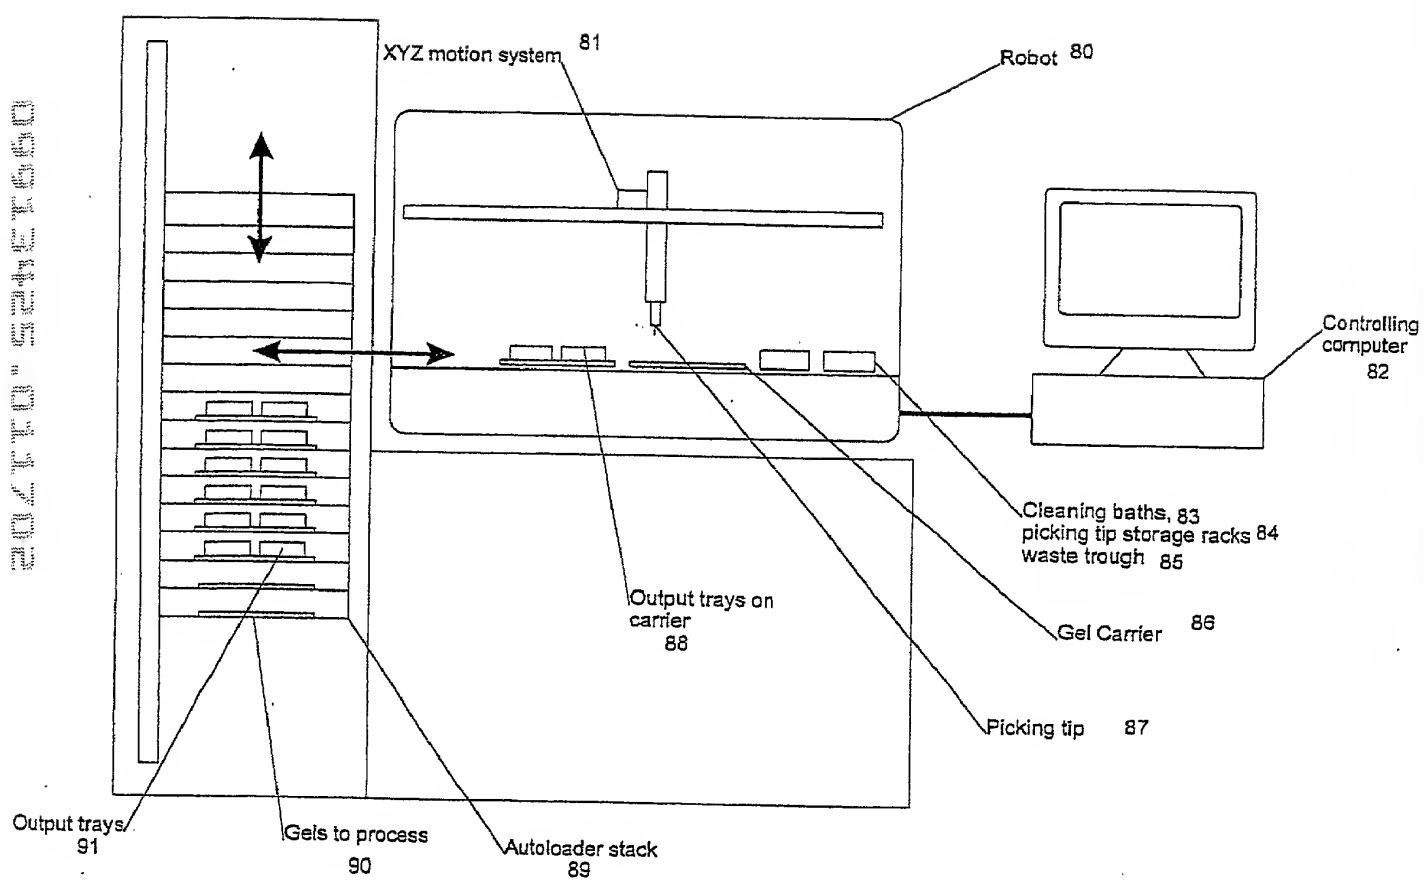 09913425.011702
XYZ motion system 81
Robot 80
Controlling
computer
82
Cleaning baths, 83
picking tip storage racks 84
waste trough 85
Output trays on
carrier
88
Gel Carrier 86
Picking tip 87
Output trays
91
Gels to process
90
Autoloader stack
89